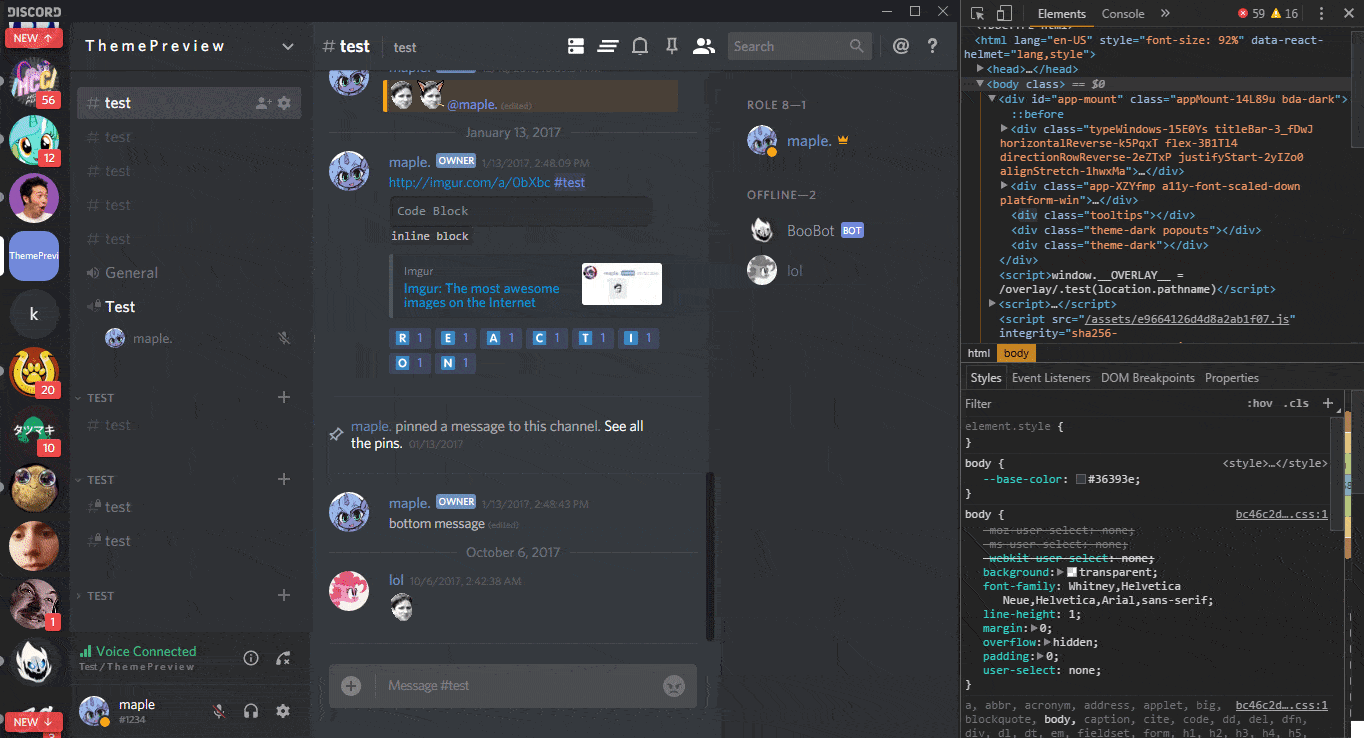 DISCORD
NEW ↑
56
12
ThemePrevi
k
20
タツマキ
10
1
NEW ↓
ThemePreview
# test
# test
# test
# test
# test
General
Test
maple.
TEST
# test
TEST
test
test
TEST
Voice Connected
Test / ThemePreview
maple
#1234
# test
test
Search
@maple. (edited)
January 13, 2017
maple. OWNER 1/13/2017, 2:48:09 PM
http://imgur.com/a/0bXbc #test
Code Block
inline block
Imgur
Imgur: The most awesome
images on the Internet
R 1 E 1 A 1 C 1 T 1 I 1
O 1 N 1
maple. pinned a message to this channel. See all
the pins. 01/13/2017
maple. OWNER 1/13/2017, 2:48:43 PM
bottom message (edited)
October 6, 2017
lol 10/6/2017, 2:42:38 AM
Message #test
ROLE 8—1
maple.
OFFLINE—2
BooBot BOT
lol
Elements Console » 59 16
<html lang="en-US" style="font-size: 92%" data-react-
helmet="lang,style">
<head>…</head>
<body class> == $0
<div id="app-mount" class="appMount-14L89u bda-dark">
::before
<div class="typeWindows-15E0Ys titleBar-3_fDwJ
horizontalReverse-k5PqxT flex-3B1Tl4
directionRowReverse-2eZTxP justifyStart-2yIZo0
alignStretch-1hwxMa">…</div>
<div class="app-XZYfmp a11y-font-scaled-down
platform-win">…</div>
<div class="tooltips"></div>
<div class="theme-dark popouts"></div>
<div class="theme-dark"></div>
</div>
<script>window.__OVERLAY__ =
/overlay/.test(location.pathname)</script>
<script>…</script>
<script src="/assets/e9664126d4d8a2ab1f07.js"
integrity="sha256-
html body
Styles Event Listeners DOM Breakpoints Properties
Filter :hov .cls +
element.style {
}
body { <style>…</style>
--base-color: #36393e;
}
body { bc46c2d….css:1
-moz-user-select: none;
-ms-user-select: none;
-webkit-user-select: none;
background: transparent;
font-family: Whitney,Helvetica
Neue,Helvetica,Arial,sans-serif;
line-height: 1;
margin: 0;
overflow: hidden;
padding: 0;
user-select: none;
}
a, abbr, acronym, address, applet, big, bc46c2d….css:1
blockquote, body, caption, cite, code, dd, del, dfn,
div, dl, dt, em, fieldset, form, h1, h2, h3, h4, h5,